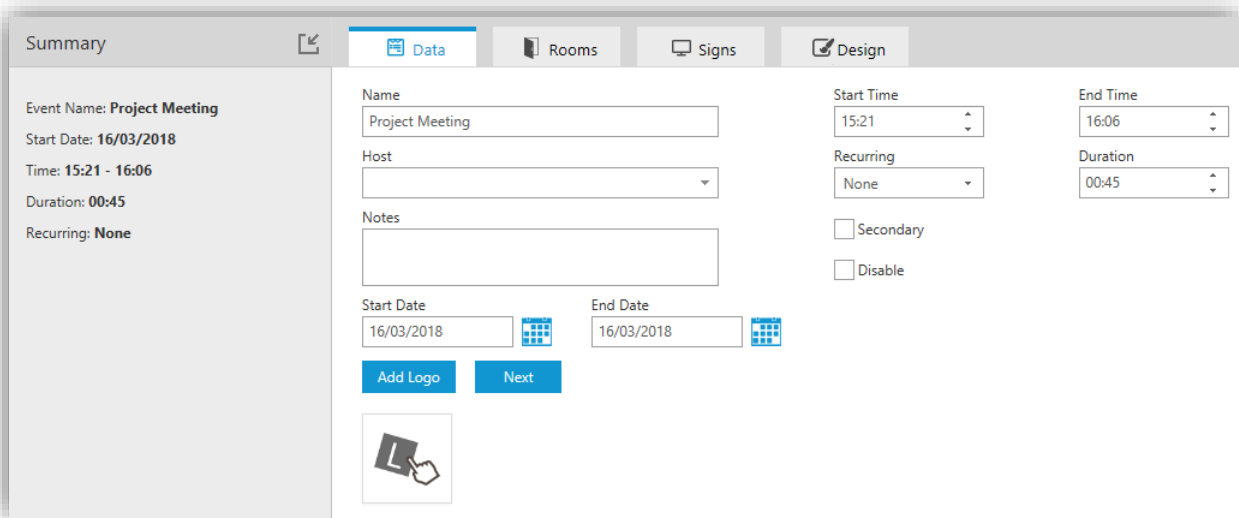 Summary
Event Name: Project Meeting
Start Date: 16/03/2018
Time: 15:21 - 16:06
Duration: 00:45
Recurring: None
Data Rooms Signs Design
Name
Project Meeting
Host
Notes
Start Date End Date
16/03/2018 16/03/2018
Add Logo Next
L
Start Time End Time
15:21 16:06
Recurring Duration
None 00:45
Secondary
Disable